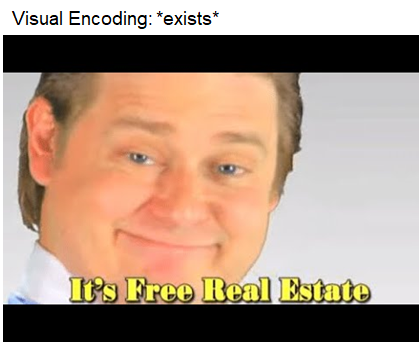 Visual Encoding: *exists*
It's Free Real Estate